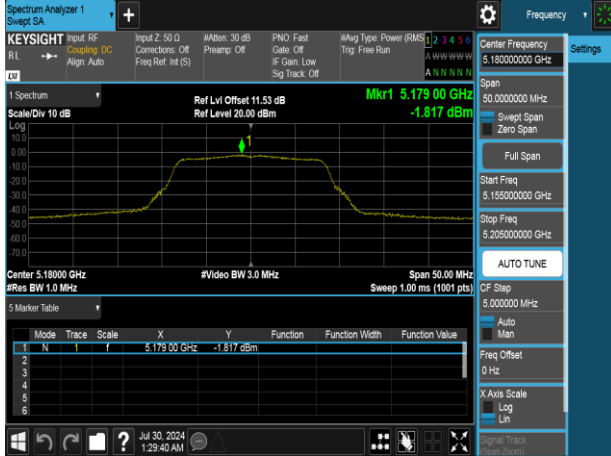 Spectrum Analyzer 1
Swept SA
+
Frequency
KEYSIGHT
Input: RF
Coupling: DC
Align: Auto
Input Z: 50 Ω
Corrections: Off
Freq Ref: Int (S)
#Atten: 30 dB
Preamp: Off
PNO: Fast
Gate: Off
IF Gain: Low
Sig Track: Off
#Avg Type: Power (RMS
Trig: Free Run
1 2 3 4 5 6
A WW WW W
A N N N N N
RL
LXI
1 Spectrum
Scale/Div 10 dB
Ref Lvl Offset 11.53 dB
Ref Level 20.00 dBm
Mkr1 5.179 00 GHz
-1.817 dBm
Log
10.0
0.00
-10.0
-20.0
-30.0
-40.0
-50.0
-60.0
-70.0
1
Center 5.18000 GHz
#Res BW 1.0 MHz
#Video BW 3.0 MHz
Span 50.00 MHz
Sweep 1.00 ms (1001 pts)
5 Marker Table
Mode Trace Scale X Y Function Function Width Function Value
1 N 1 f 5.179 00 GHz -1.817 dBm
2
3
4
5
6
Jul 30, 2024
1:29:40 AM
?
Center Frequency
5.180000000 GHz
Span
50.0000000 MHz
Swept Span
Zero Span
Full Span
Start Freq
5.155000000 GHz
Stop Freq
5.205000000 GHz
AUTO TUNE
CF Step
5.000000 MHz
Auto
Man
Freq Offset
0 Hz
X Axis Scale
Log
Lin
Signal Track
(Span Zoom)
Settings